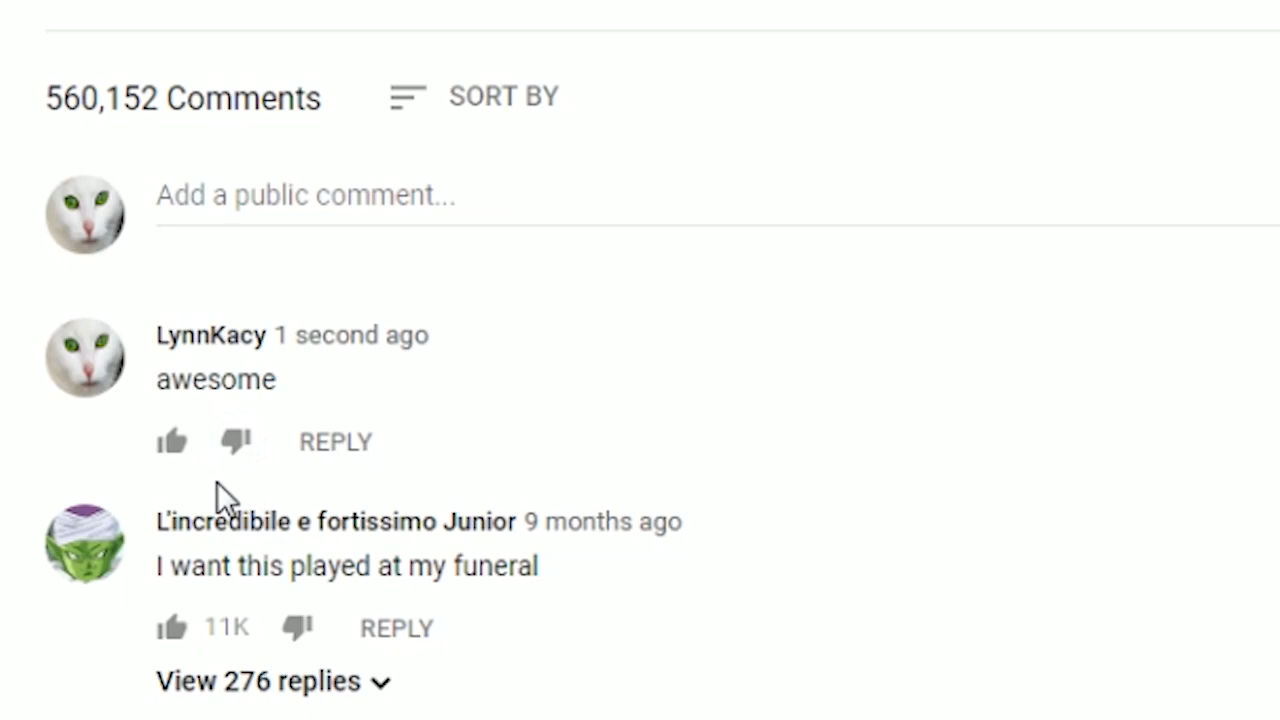 560,152 Comments SORT BY
Add a public comment...
LynnKacy 1 second ago
awesome
REPLY
L'incredibile e fortissimo Junior 9 months ago
I want this played at my funeral
11K REPLY
View 276 replies